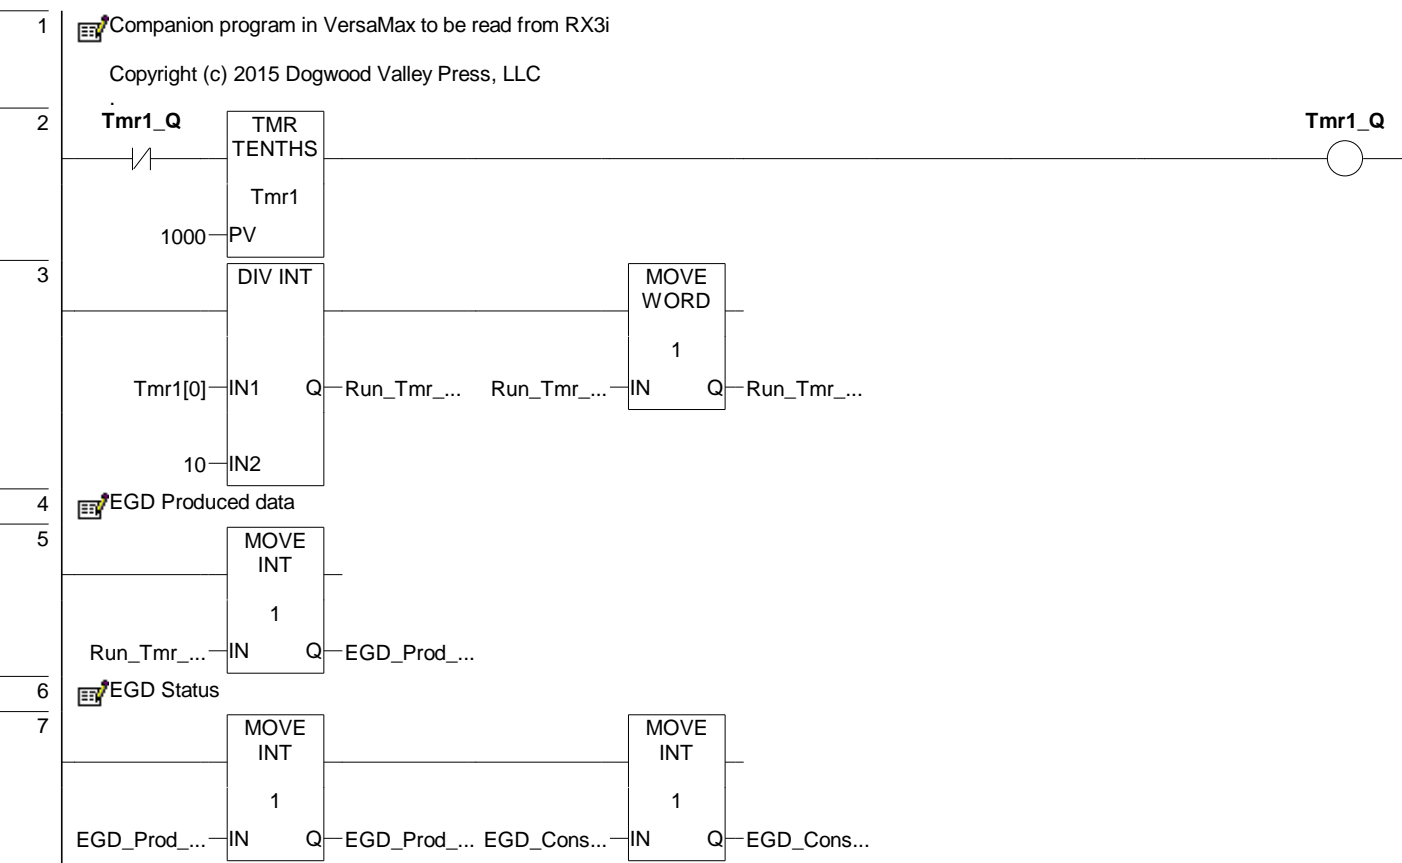 1 Companion program in VersaMax to be read from RX3i
Copyright (c) 2015 Dogwood Valley Press, LLC
.
2 Tmr1_Q TMR Tmr1_Q
TENTHS
Tmr1
1000 PV
3 DIV INT MOVE
WORD
1
Tmr1[0] IN1 Q Run_Tmr_... Run_Tmr_... IN Q Run_Tmr_...
10 IN2
4 EGD Produced data
5 MOVE
INT
1
Run_Tmr_... IN Q EGD_Prod_...
6 EGD Status
7 MOVE MOVE
INT INT
1 1
EGD_Prod_... IN Q EGD_Prod_... EGD_Cons... IN Q EGD_Cons...